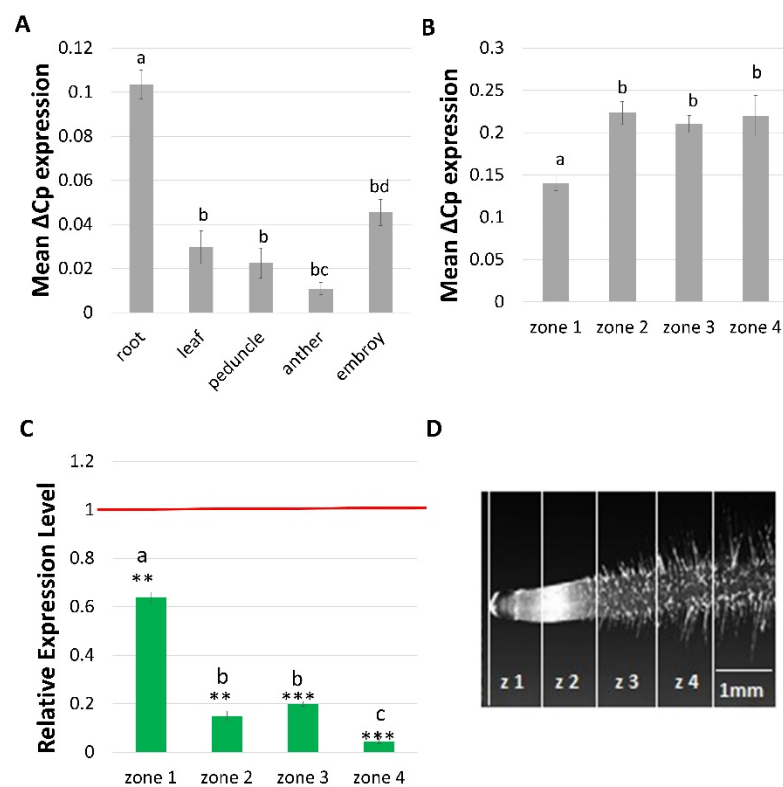 A
Mean ΔCp expression
0.12
0.1
0.08
0.06
0.04
0.02
0
a
b
b
bc
bd
root
leaf
peduncle
anther
embroy
B
Mean ΔCp expression
0.3
0.25
0.2
0.15
0.1
0.05
0
a
b
b
b
zone 1
zone 2
zone 3
zone 4
C
Relative Expression Level
1.2
1
0.8
0.6
0.4
0.2
0
a
**
b
**
b
***
c
***
zone 1
zone 2
zone 3
zone 4
D
z 1
z 2
z 3
z 4
1mm